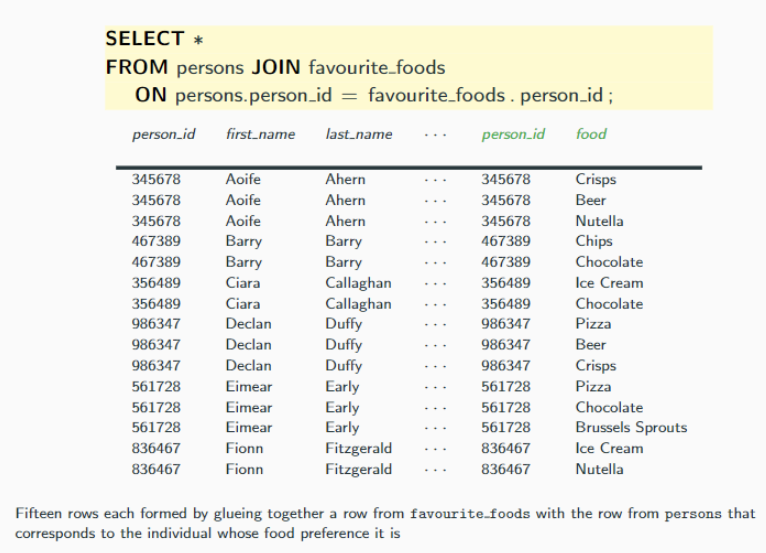 SELECT *
FROM persons JOIN favourite_foods
ON persons.person_id = favourite_foods . person_id ;
person_id first_name last_name · · · person_id food
345678 Aoife Ahern · · · 345678 Crisps
345678 Aoife Ahern · · · 345678 Beer
345678 Aoife Ahern · · · 345678 Nutella
467389 Barry Barry · · · 467389 Chips
467389 Barry Barry · · · 467389 Chocolate
356489 Ciara Callaghan · · · 356489 Ice Cream
356489 Ciara Callaghan · · · 356489 Chocolate
986347 Declan Duffy · · · 986347 Pizza
986347 Declan Duffy · · · 986347 Beer
986347 Declan Duffy · · · 986347 Crisps
561728 Eimear Early · · · 561728 Pizza
561728 Eimear Early · · · 561728 Chocolate
561728 Eimear Early · · · 561728 Brussels Sprouts
836467 Fionn Fitzgerald · · · 836467 Ice Cream
836467 Fionn Fitzgerald · · · 836467 Nutella
Fifteen rows each formed by glueing together a row from favourite_foods with the row from persons that
corresponds to the individual whose food preference it is